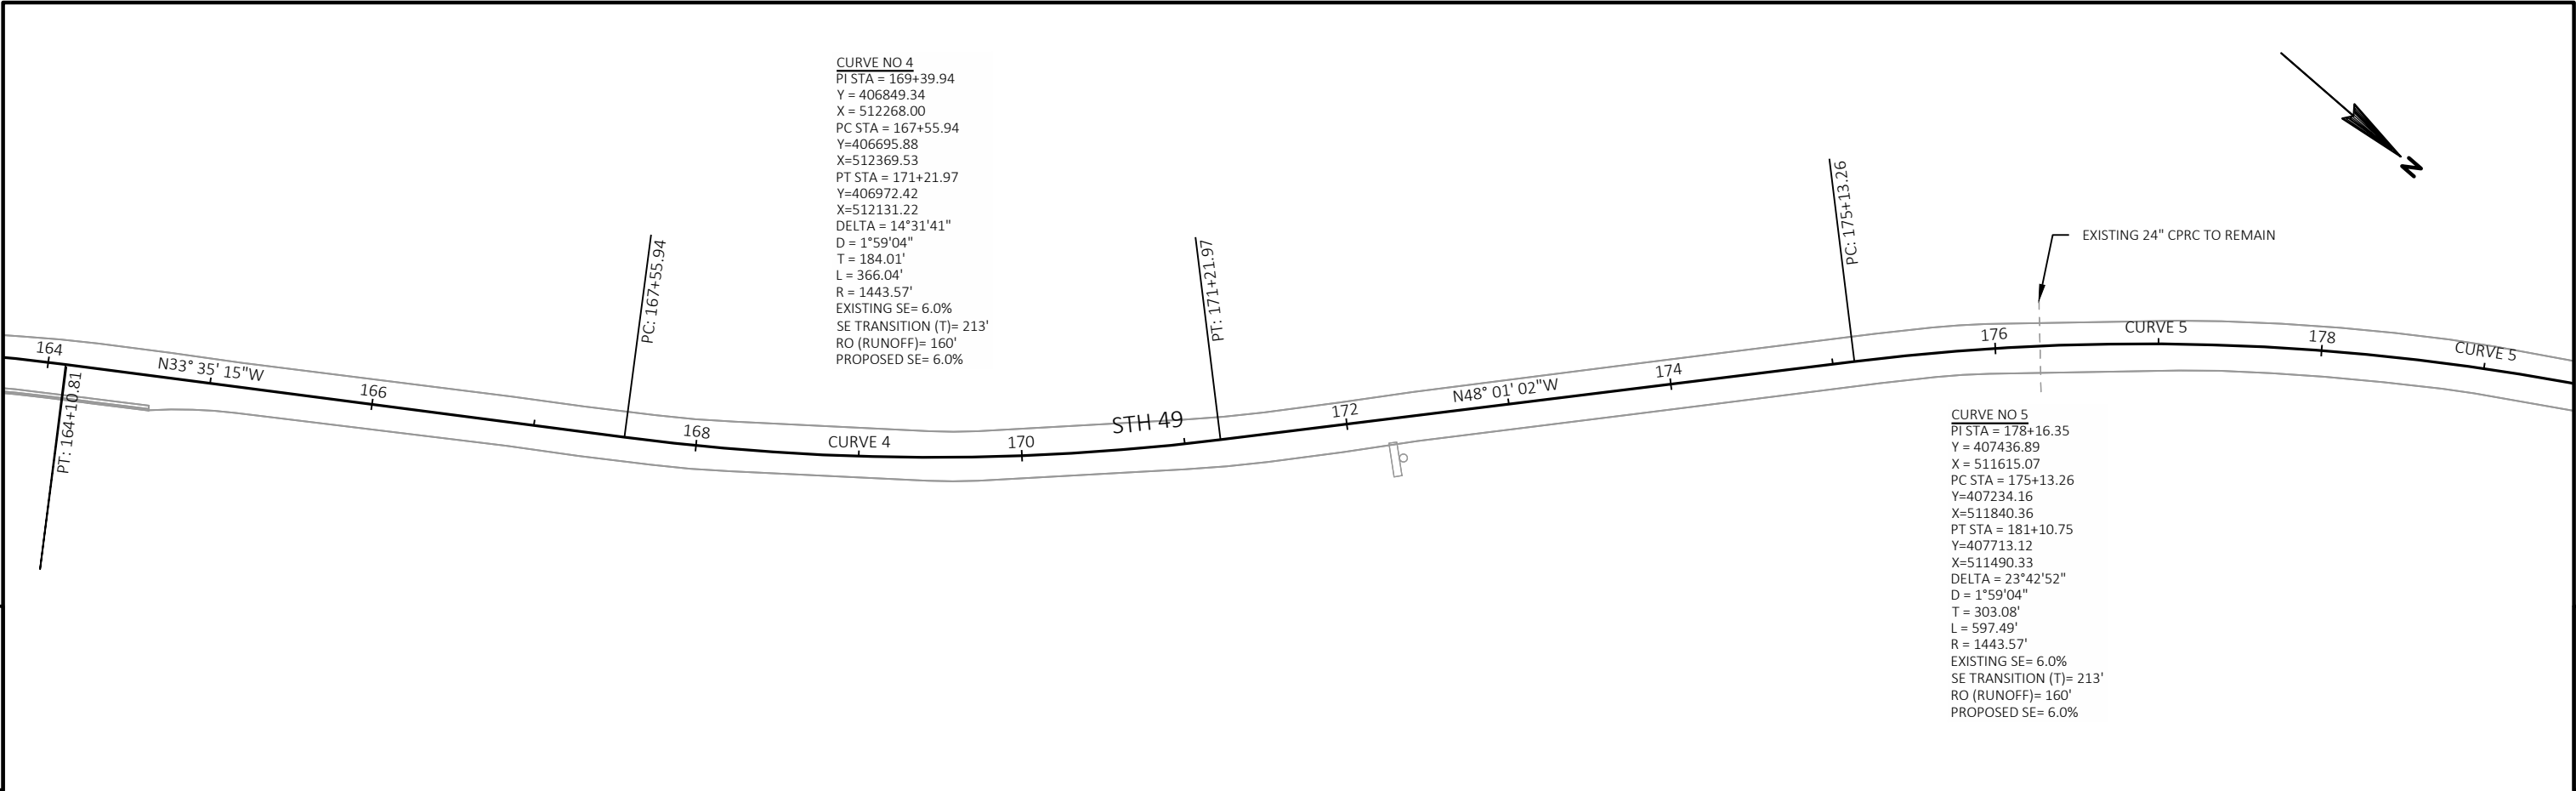 CURVE NO 4
PI STA = 169+39.94
Y = 406849.34
X = 512268.00
PC STA = 167+55.94
Y=406695.88
X=512369.53
PT STA = 171+21.97
Y=406972.42
X=512131.22
DELTA = 14°31'41"
D = 1°59'04"
T = 184.01'
L = 366.04'
R = 1443.57'
EXISTING SE= 6.0%
SE TRANSITION (T)= 213'
RO (RUNOFF)= 160'
PROPOSED SE= 6.0%
N
EXISTING 24" CPRC TO REMAIN
PT: 164+10.81
PC: 167+55.94
PT: 171+21.97
PC: 175+13.26
164
N33° 35' 15"W
166
168
CURVE 4
170
STH 49
172
N48° 01' 02"W
174
176
CURVE 5
178
CURVE 5
CURVE NO 5
PI STA = 178+16.35
Y = 407436.89
X = 511615.07
PC STA = 175+13.26
Y=407234.16
X=511840.36
PT STA = 181+10.75
Y=407713.12
X=511490.33
DELTA = 23°42'52"
D = 1°59'04"
T = 303.08'
L = 597.49'
R = 1443.57'
EXISTING SE= 6.0%
SE TRANSITION (T)= 213'
RO (RUNOFF)= 160'
PROPOSED SE= 6.0%